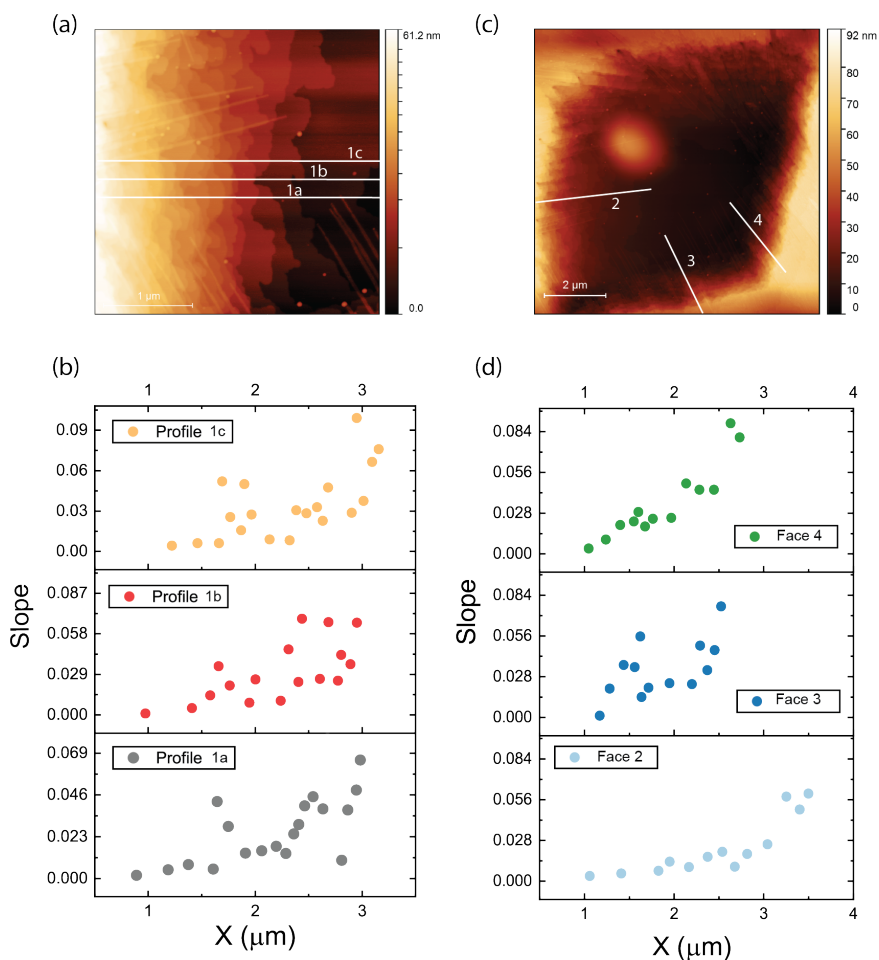 (a)
61.2 nm
1c
1b
1a
1 μm
0.0
(c)
92 nm
80
70
60
50
40
30
20
10
0
2
3
4
2 μm
(b)
1 2 3
Profile 1c
0.09
0.06
0.03
0.00
Profile 1b
0.087
0.058
0.029
0.000
Profile 1a
0.069
0.046
0.023
0.000
Slope
1 2 3
X (μm)
(d)
1 2 3 4
0.084
0.056
0.028
0.000
Face 4
0.084
0.056
0.028
0.000
Face 3
Face 2
0.084
0.056
0.028
0.000
Slope
1 2 3 4
X (μm)